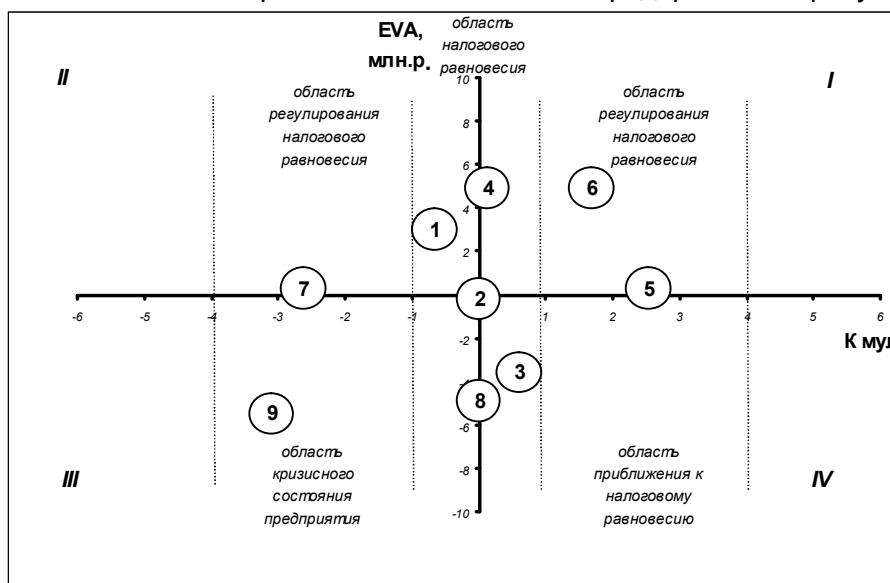 EVA,
млн.р.
область
налогового
равновесия
II
I
область
регулирования
налогового
равновесия
область
регулирования
налогового
равновесия
10
8
6
4
2
-2
-4
-6
-8
-10
4
6
1
7
2
5
3
8
9
-6
-5
-4
-3
-2
-1
1
2
3
4
5
6
К мул
область
кризисного
состояния
предприятия
область
приближения к
налоговому
равновесию
III
IV